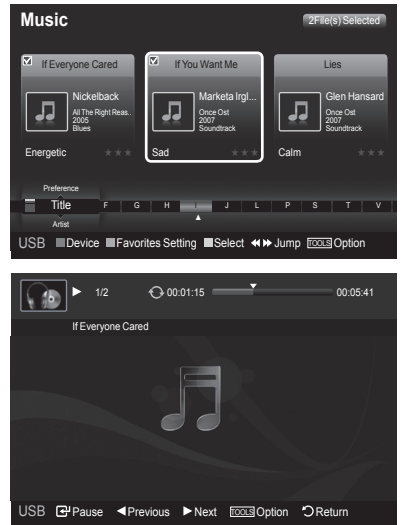 Music
2File(s) Selected
If Everyone Cared
If You Want Me
Lies
Nickelback
All The Right Reas..
2005
Blues
Marketa Irgl...
Once Ost
2007
Soundtrack
Glen Hansard
Once Ost
2007
Soundtrack
Energetic
Sad
Calm
Preference
Title F G H I J L P S T V
Artist
USB Device Favorites Setting Select Jump TOOLS Option
1/2 00:01:15 00:05:41
If Everyone Cared
USB Pause Previous Next TOOLS Option Return